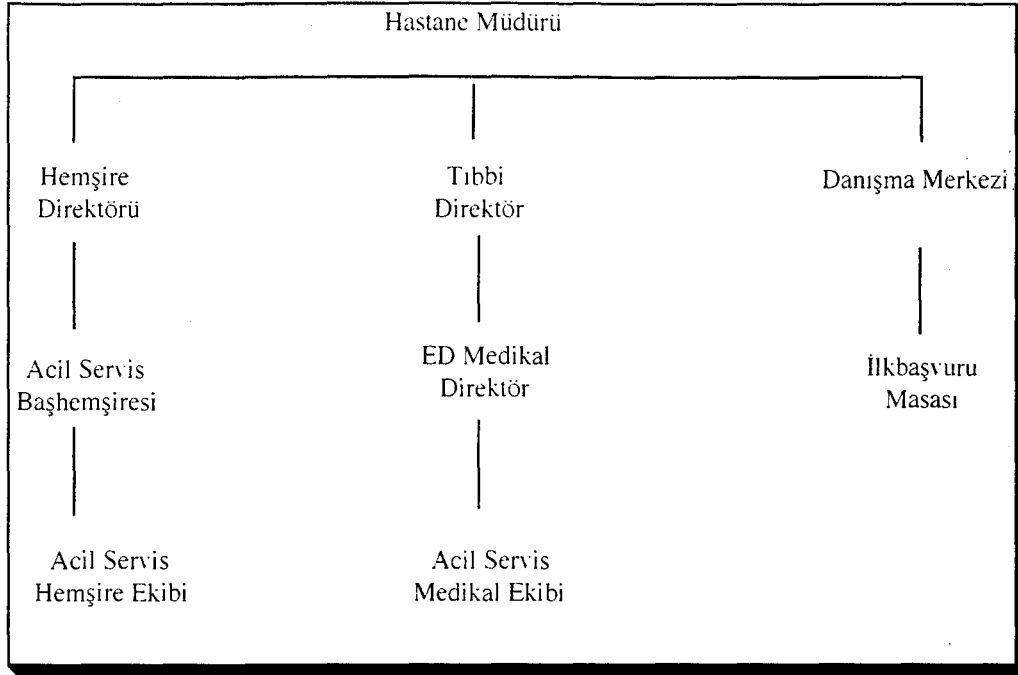 Hastane Müdürü
Hemşire
Direktörü
Tıbbi
Direktör
Danışma Merkezi
Acil Servis
Başhemşiresi
ED Medikal
Direktör
İlkbaşvuru
Masası
Acil Servis
Hemşire Ekibi
Acil Servis
Medikal Ekibi